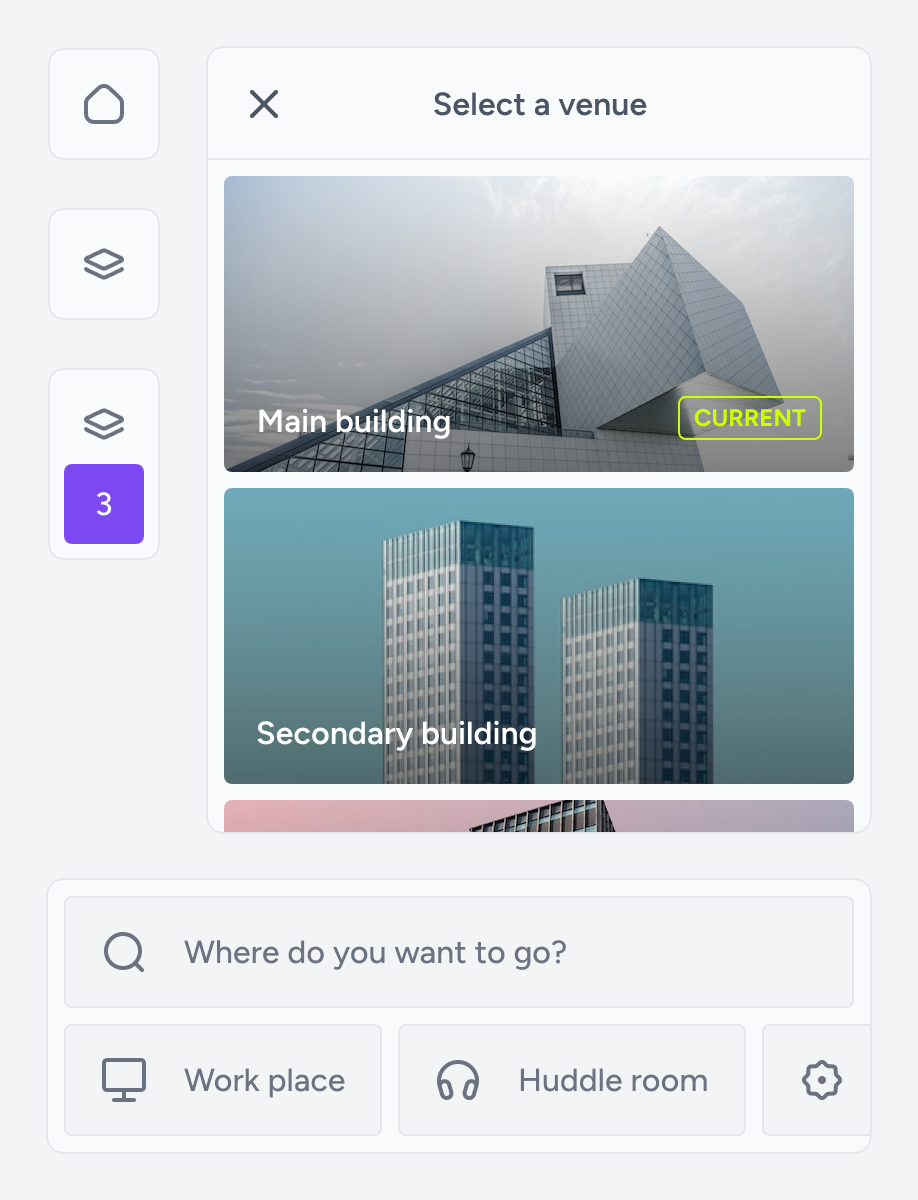 Select a venue
Main building
CURRENT
3
Secondary building
Where do you want to go?
Work place
Huddle room